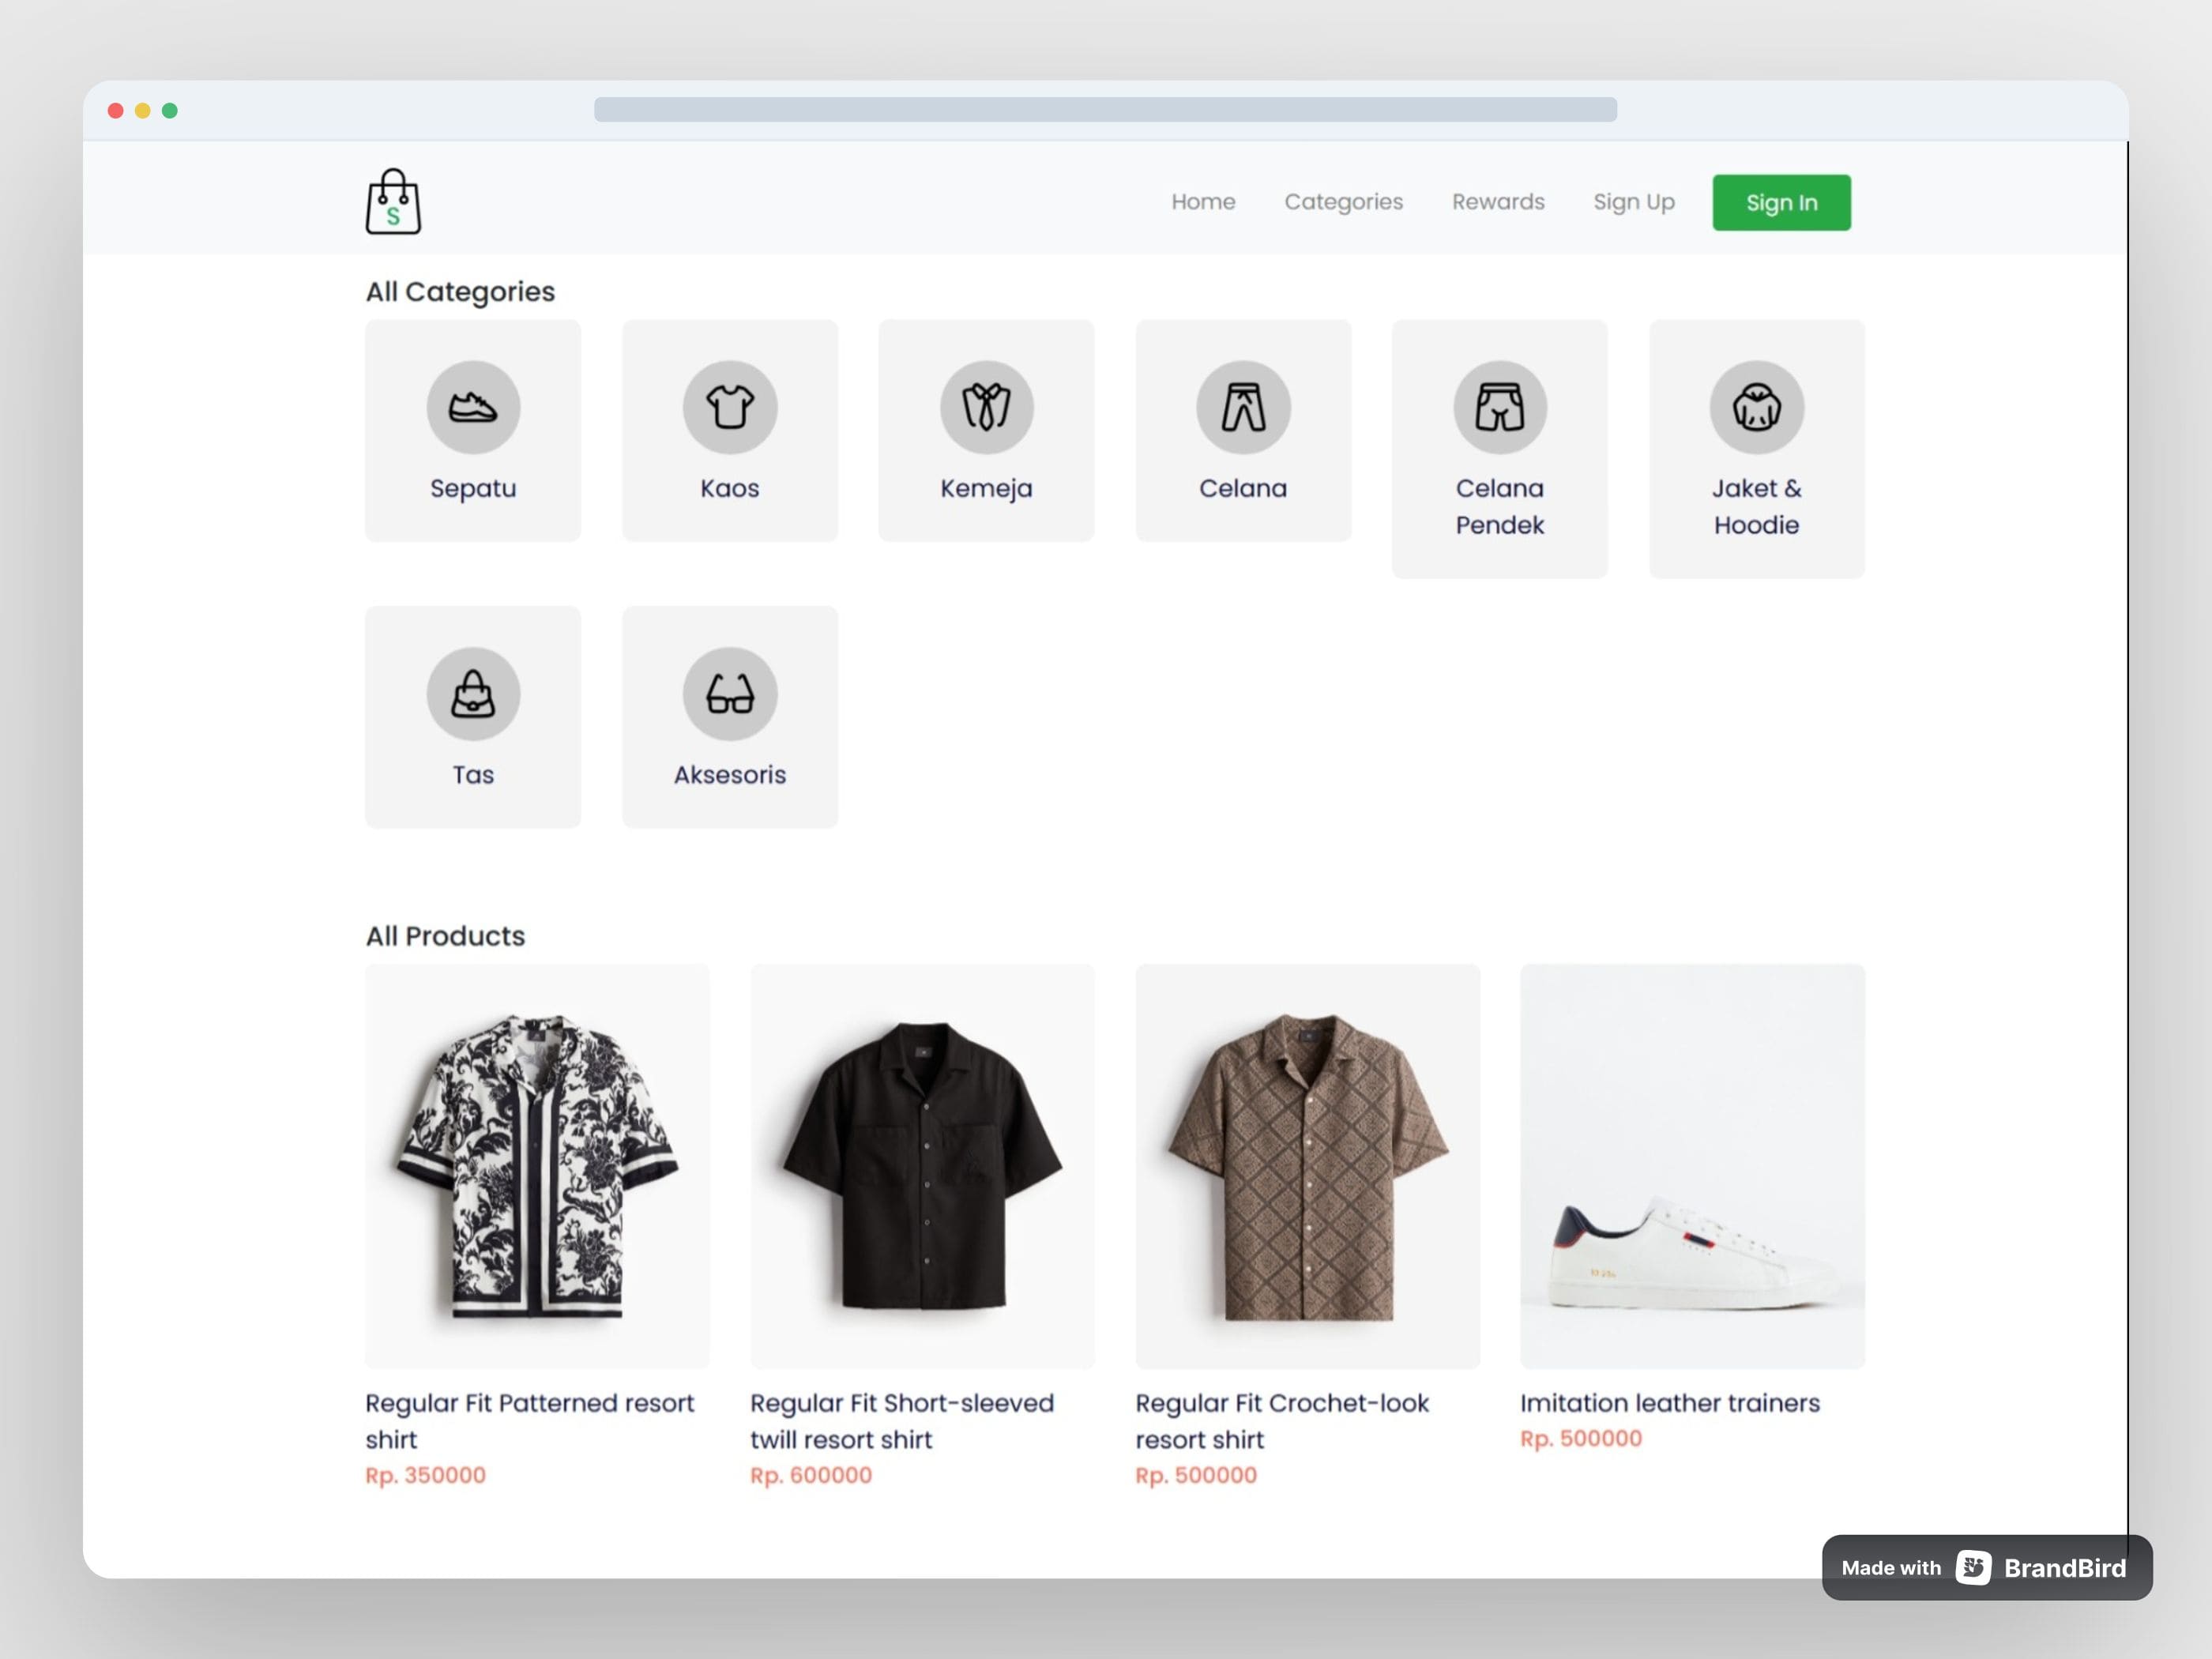 S
Home Categories Rewards Sign Up Sign In
All Categories
Sepatu Kaos Kemeja Celana Celana Jaket &
Pendek Hoodie
Tas Aksesoris
All Products
Regular Fit Patterned resort
shirt
Rp. 350000
Regular Fit Short-sleeved
twill resort shirt
Rp. 600000
Regular Fit Crochet-look
resort shirt
Rp. 500000
Imitation leather trainers
Rp. 500000
Made with BrandBird